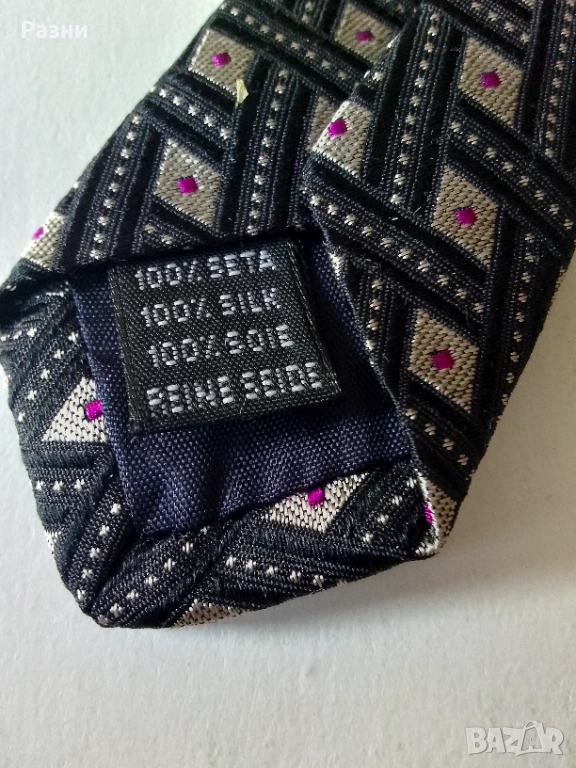 Разни
100% SETA
100% SILK
100% SOIE
REINE SEIDE
BAZAR